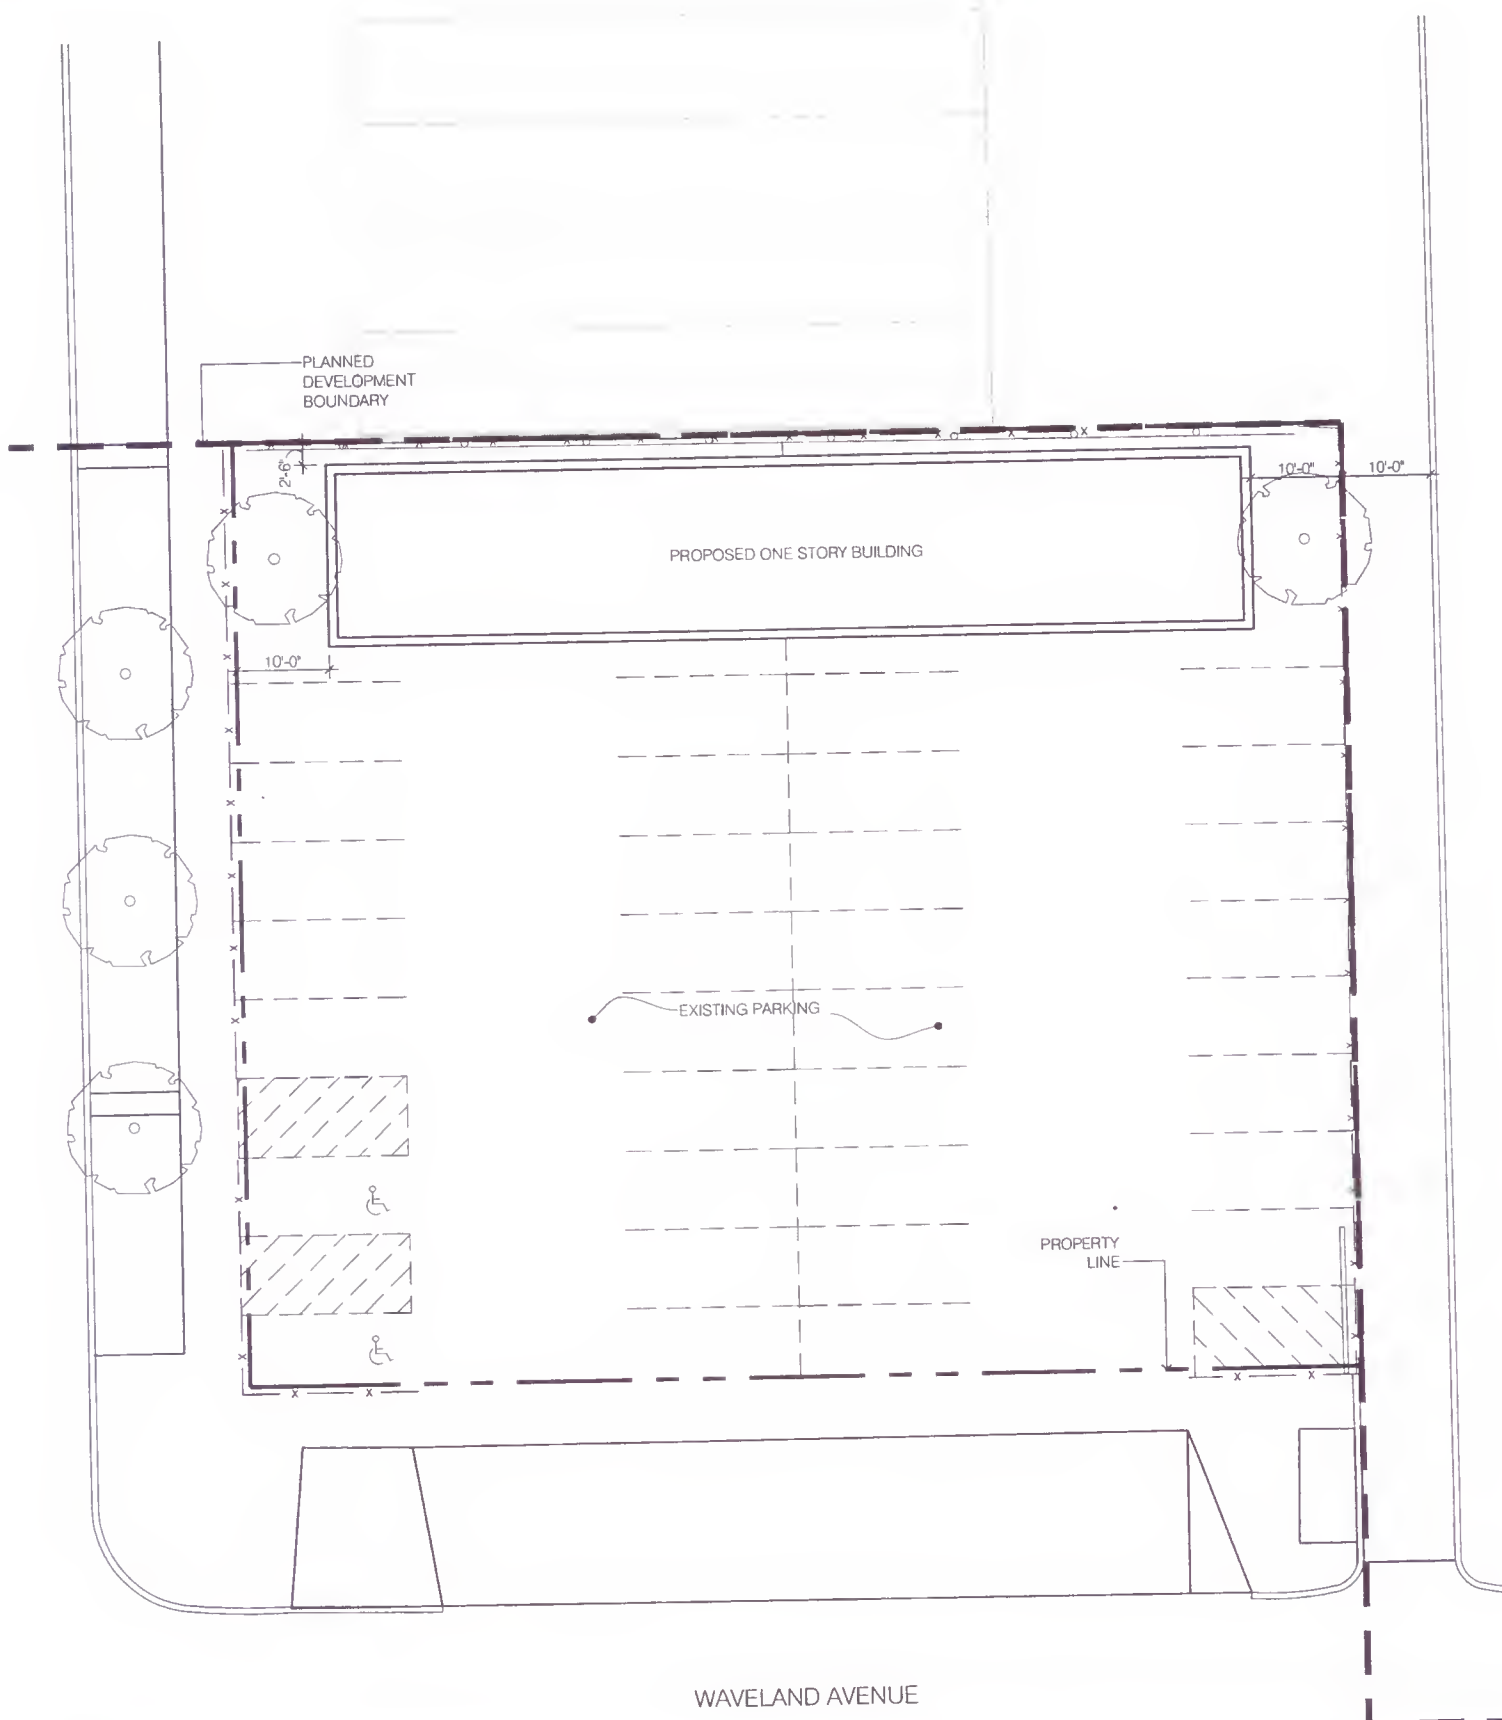 PLANNED
DEVELOPMENT
BOUNDARY
2'-6"
10'-0"
10'-0"
PROPOSED ONE STORY BUILDING
10'-0"
EXISTING PARKING
PROPERTY
LINE
WAVELAND AVENUE